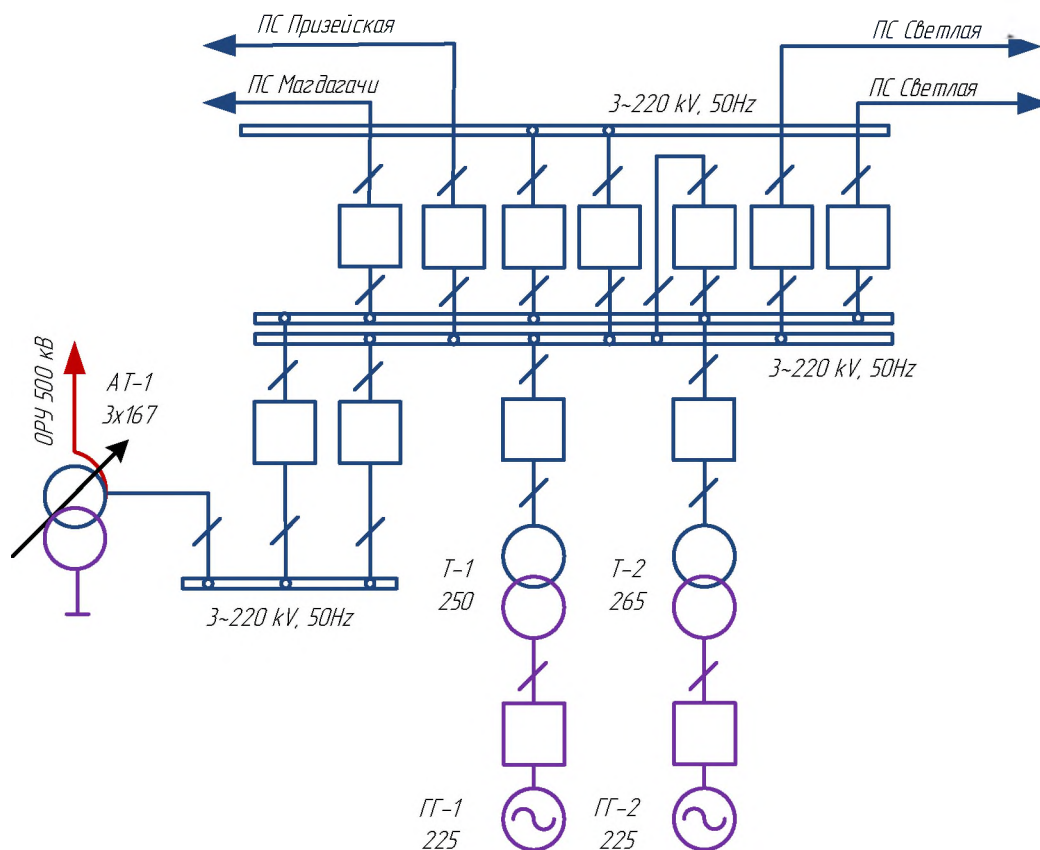 ПС Призейская
ПС Светлая
ПС Магдагачи
ПС Светлая
3~220 kV, 50Hz
3~220 kV, 50Hz
ОРУ 500 кВ
АТ-1
3х167
3~220 kV, 50Hz
Т-1
250
Т-2
265
ГГ-1
225
ГГ-2
225